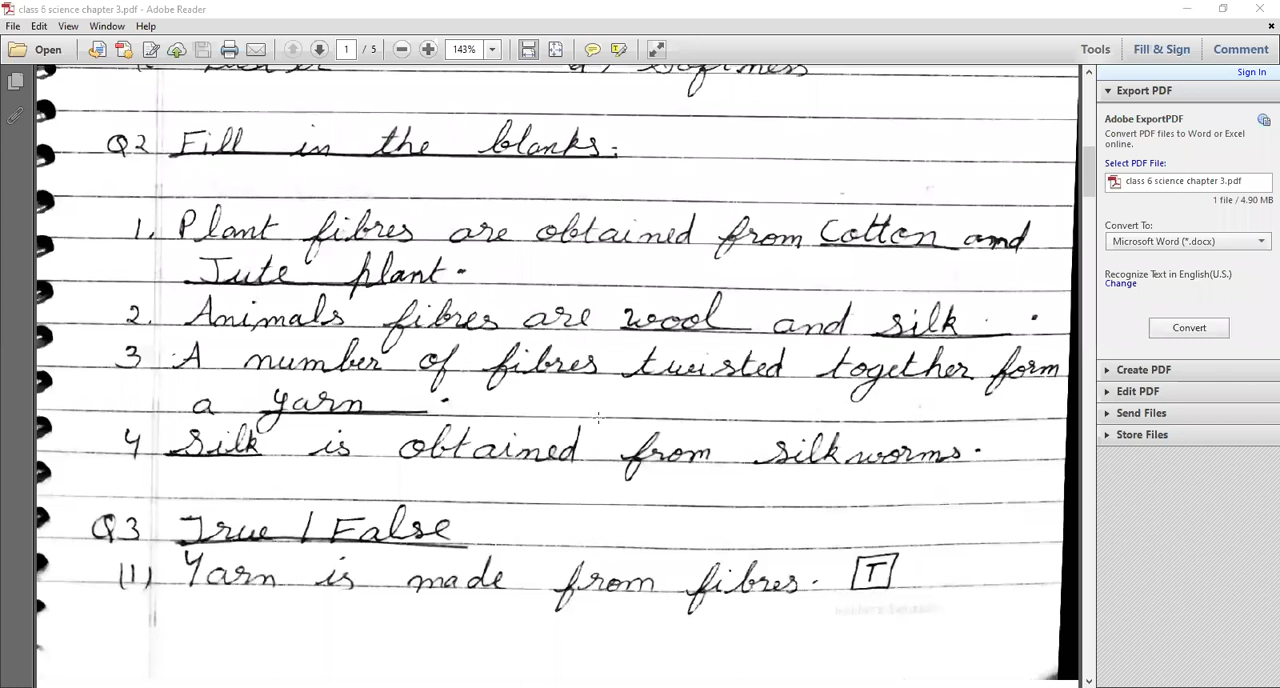 class 6 science chapter 3.pdf - Adobe Reader
File Edit View Window Help
Open 1 / 5 143% Tools Fill & Sign Comment
Sign In
Export PDF
Adobe ExportPDF
Convert PDF files to Word or Excel
online.
Select PDF File:
class 6 science chapter 3.pdf
1 file / 4.90 MB
Convert To:
Microsoft Word (*.docx)
Recognize Text in English(U.S.)
Change
Convert
Create PDF
Edit PDF
Send Files
Store Files
Q2 Fill in the blanks:
1. Plant fibres are obtained from Cotton and
Jute plant.
2. Animals fibres are wool and silk.
3 A number of fibres twisted together form
a yarn.
4 Silk is obtained from silkworms.
Q3 True / False
(1) Yarn is made from fibres. T